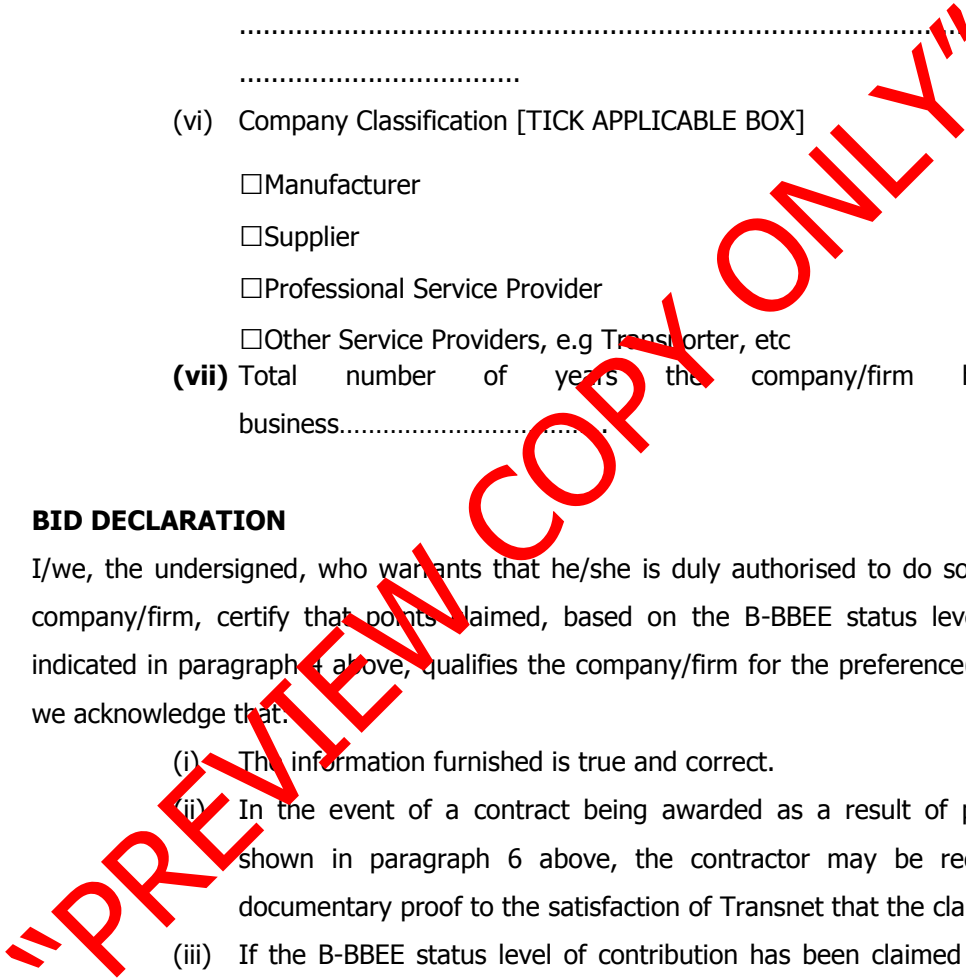 ................................................................................................
...................................
(vi) Company Classification [TICK APPLICABLE BOX]
☐Manufacturer
☐Supplier
☐Professional Service Provider
☐Other Service Providers, e.g Transporter, etc
(vii) Total number of years the company/firm
business..................................
BID DECLARATION
I/we, the undersigned, who warrants that he/she is duly authorised to do so
company/firm, certify that points claimed, based on the B-BBEE status
indicated in paragraph 4 above, qualifies the company/firm for the
we acknowledge that:
(i) The information furnished is true and correct.
(ii) In the event of a contract being awarded as a result of
shown in paragraph 6 above, the contractor may be
documentary proof to the satisfaction of Transnet that the
(iii) If the B-BBEE status level of contribution has been claimed
"PREVIEW COPY ONLY"